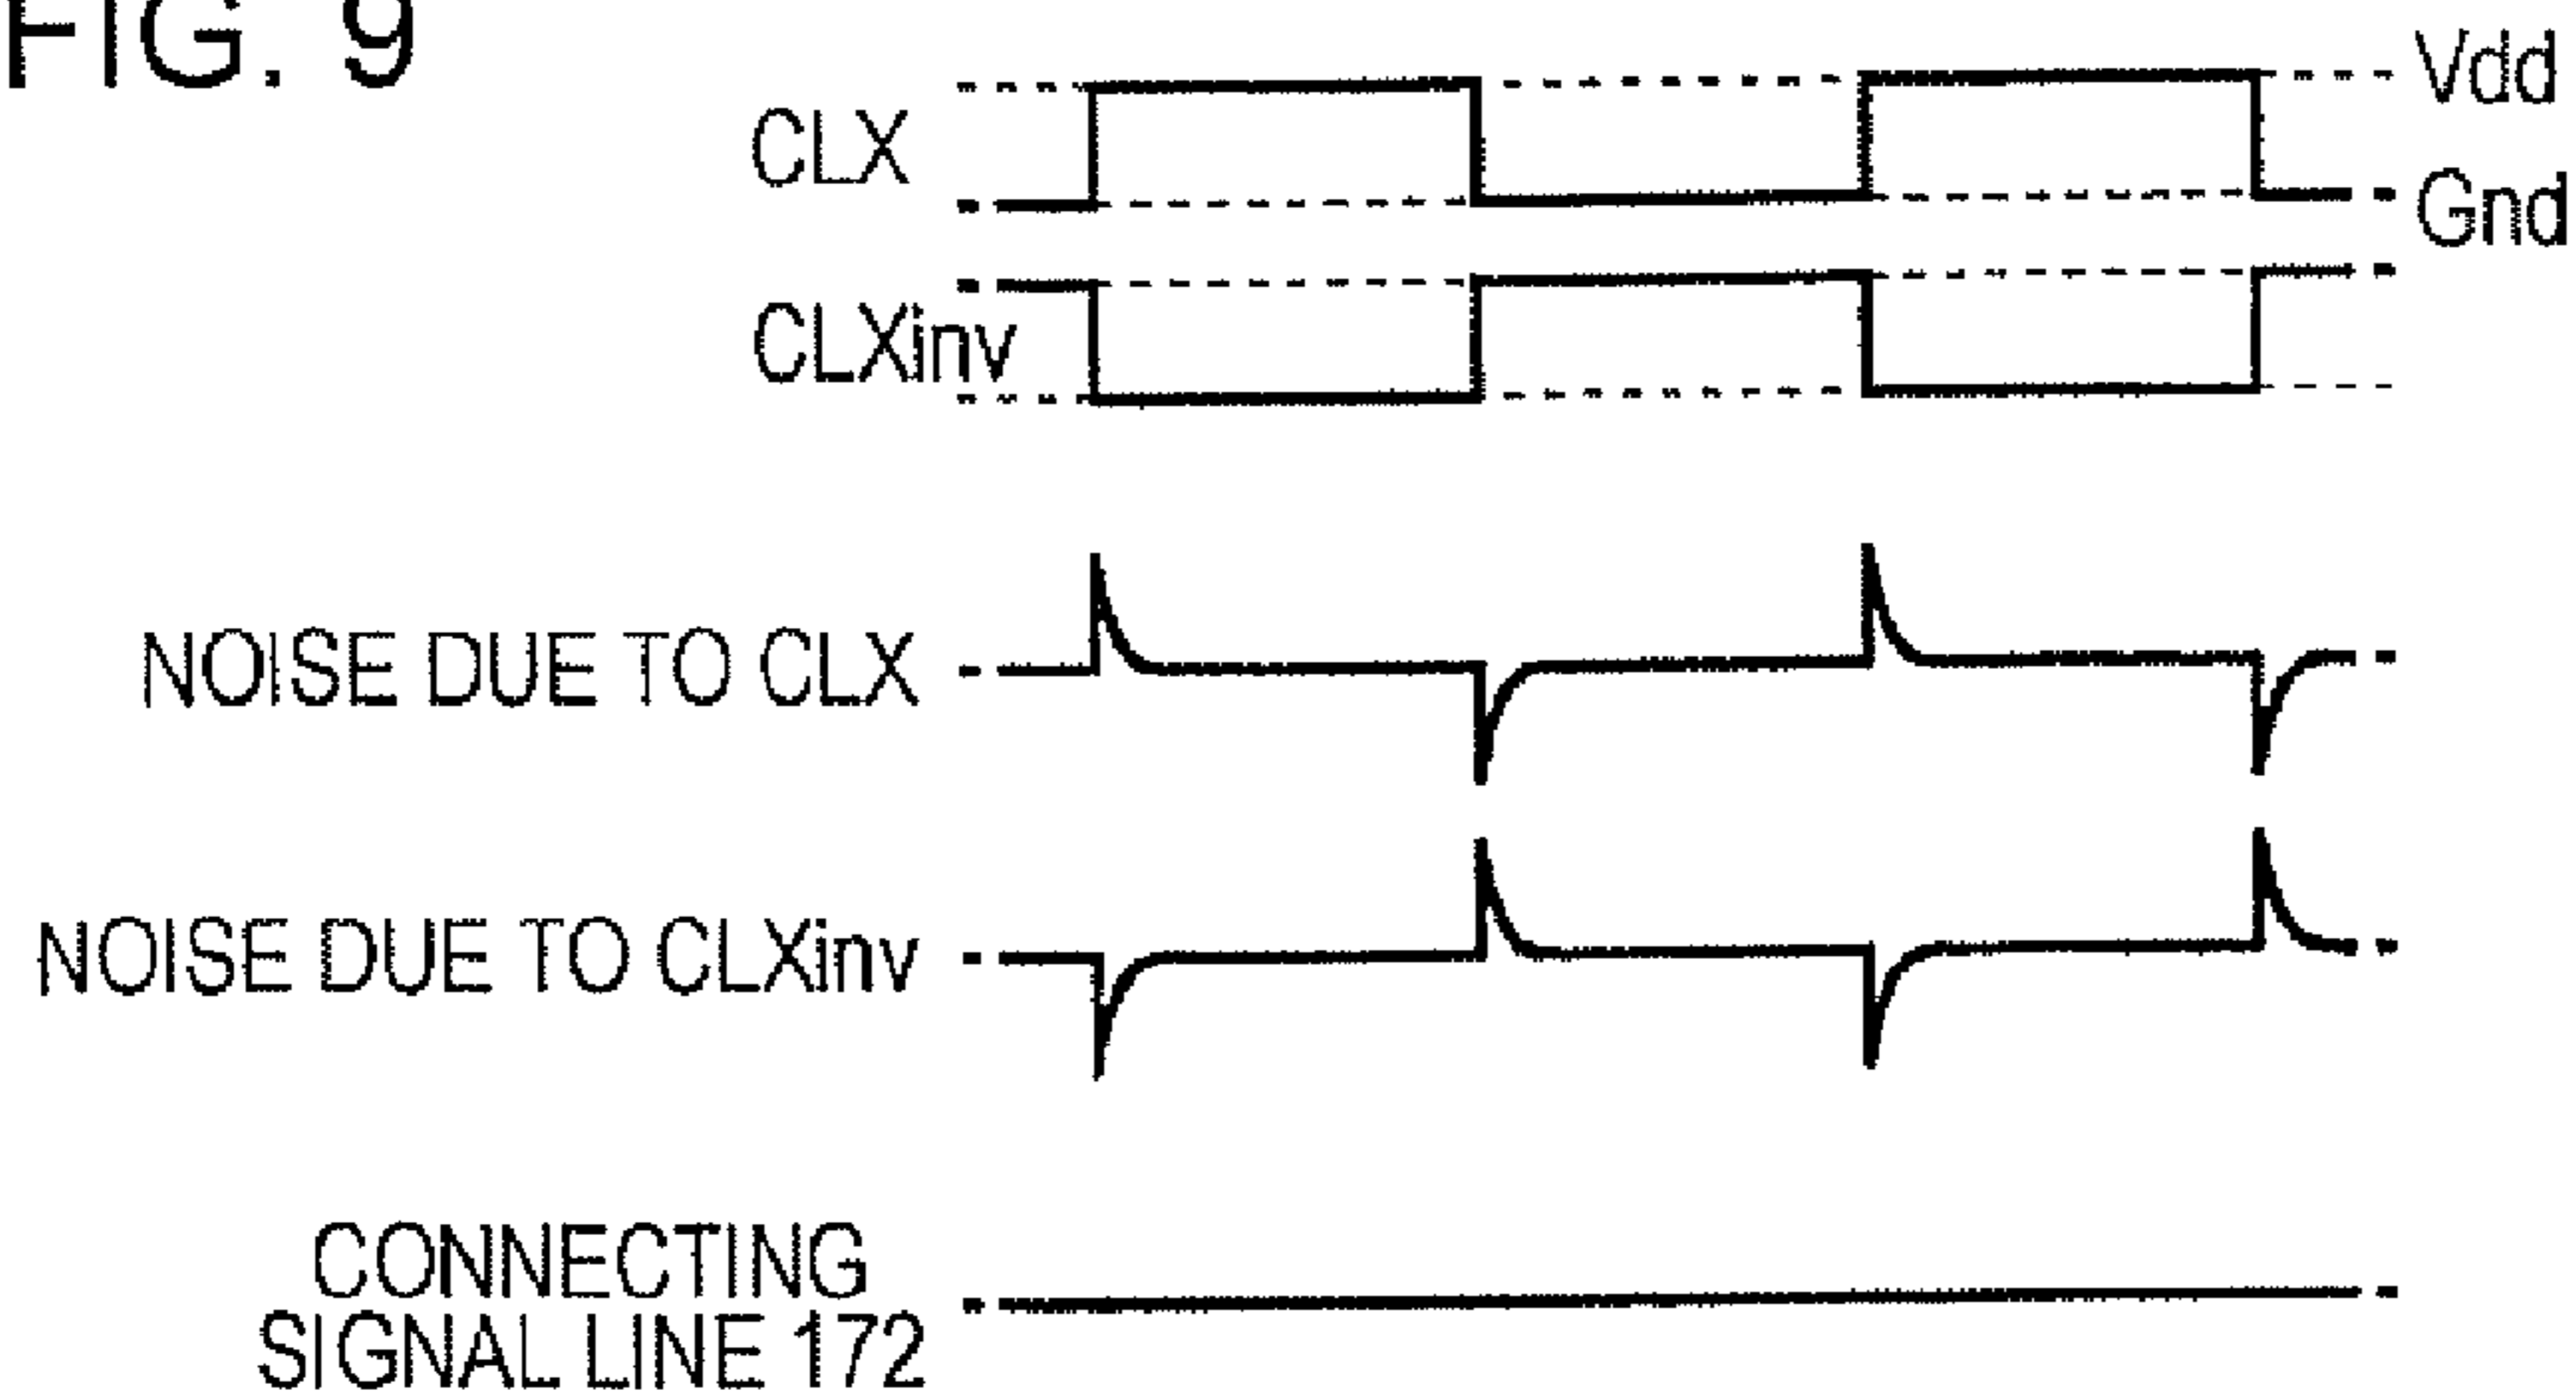 FIG. 9
CLX
Vdd
Gnd
CLXinv
NOISE DUE TO CLX
NOISE DUE TO CLXinv
CONNECTING
SIGNAL LINE 172